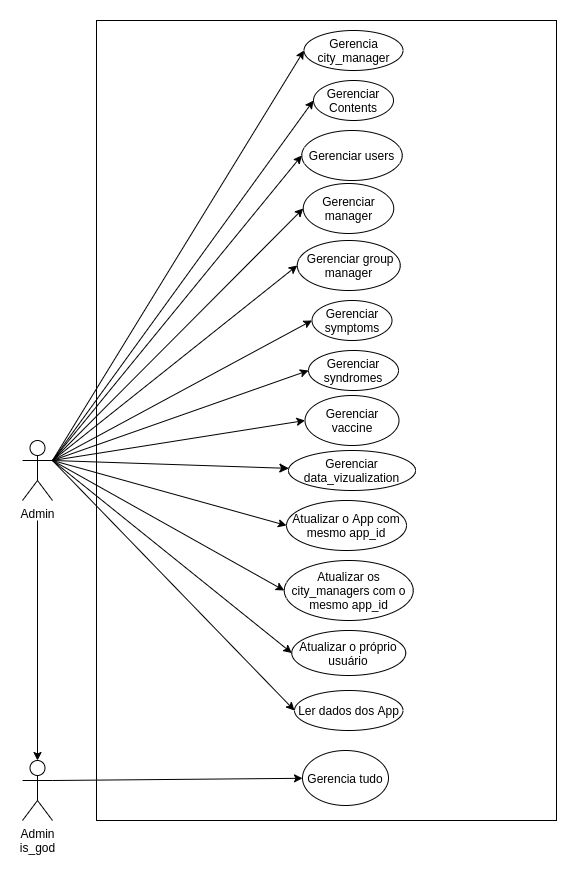 Gerencia
city_manager
Gerenciar
Contents
Gerenciar users
Gerenciar
manager
Gerenciar group
manager
Gerenciar
symptoms
Gerenciar
syndromes
Gerenciar
vaccine
Gerenciar
data_vizualization
Admin
Atualizar o App com
mesmo app_id
Atualizar os
city_managers com o
mesmo app_id
Atualizar o próprio
usuário
Ler dados dos App
Gerencia tudo
Admin
is_god